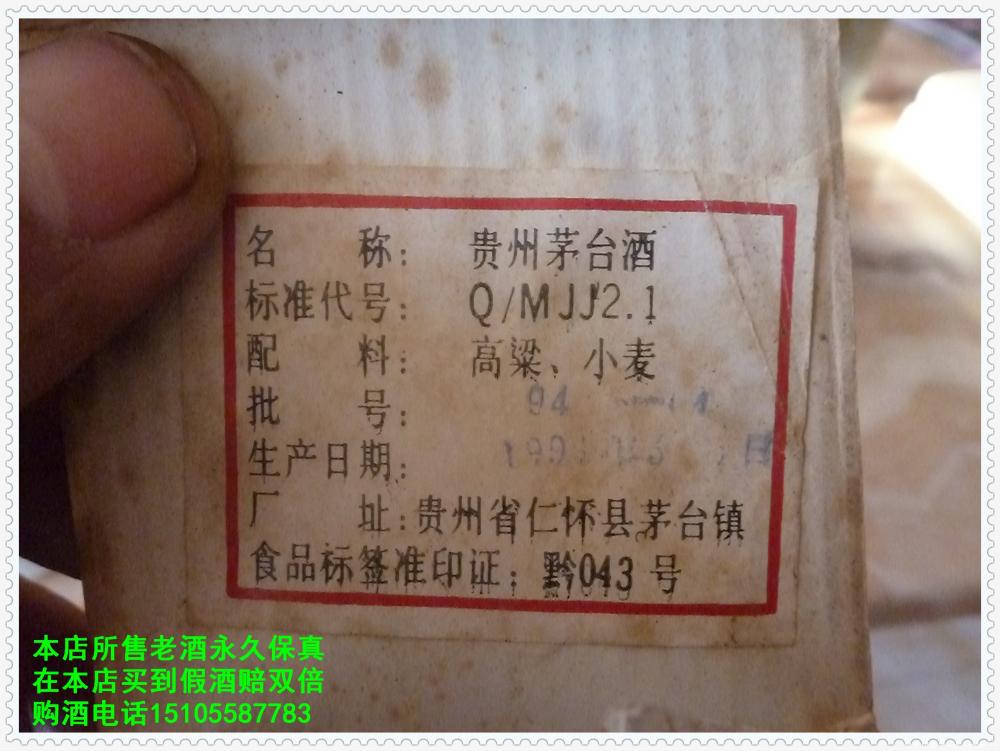 名 称： 贵州茅台酒
标准代号： Q/MJJ2.1
配 料： 高粱、小麦
批 号： 94
生产日期： 199 日
厂 址：贵州省仁怀县茅台镇
食品标签准印证：黔043号
本店所售老酒永久保真
在本店买到假酒赔双倍
购酒电话15105587783